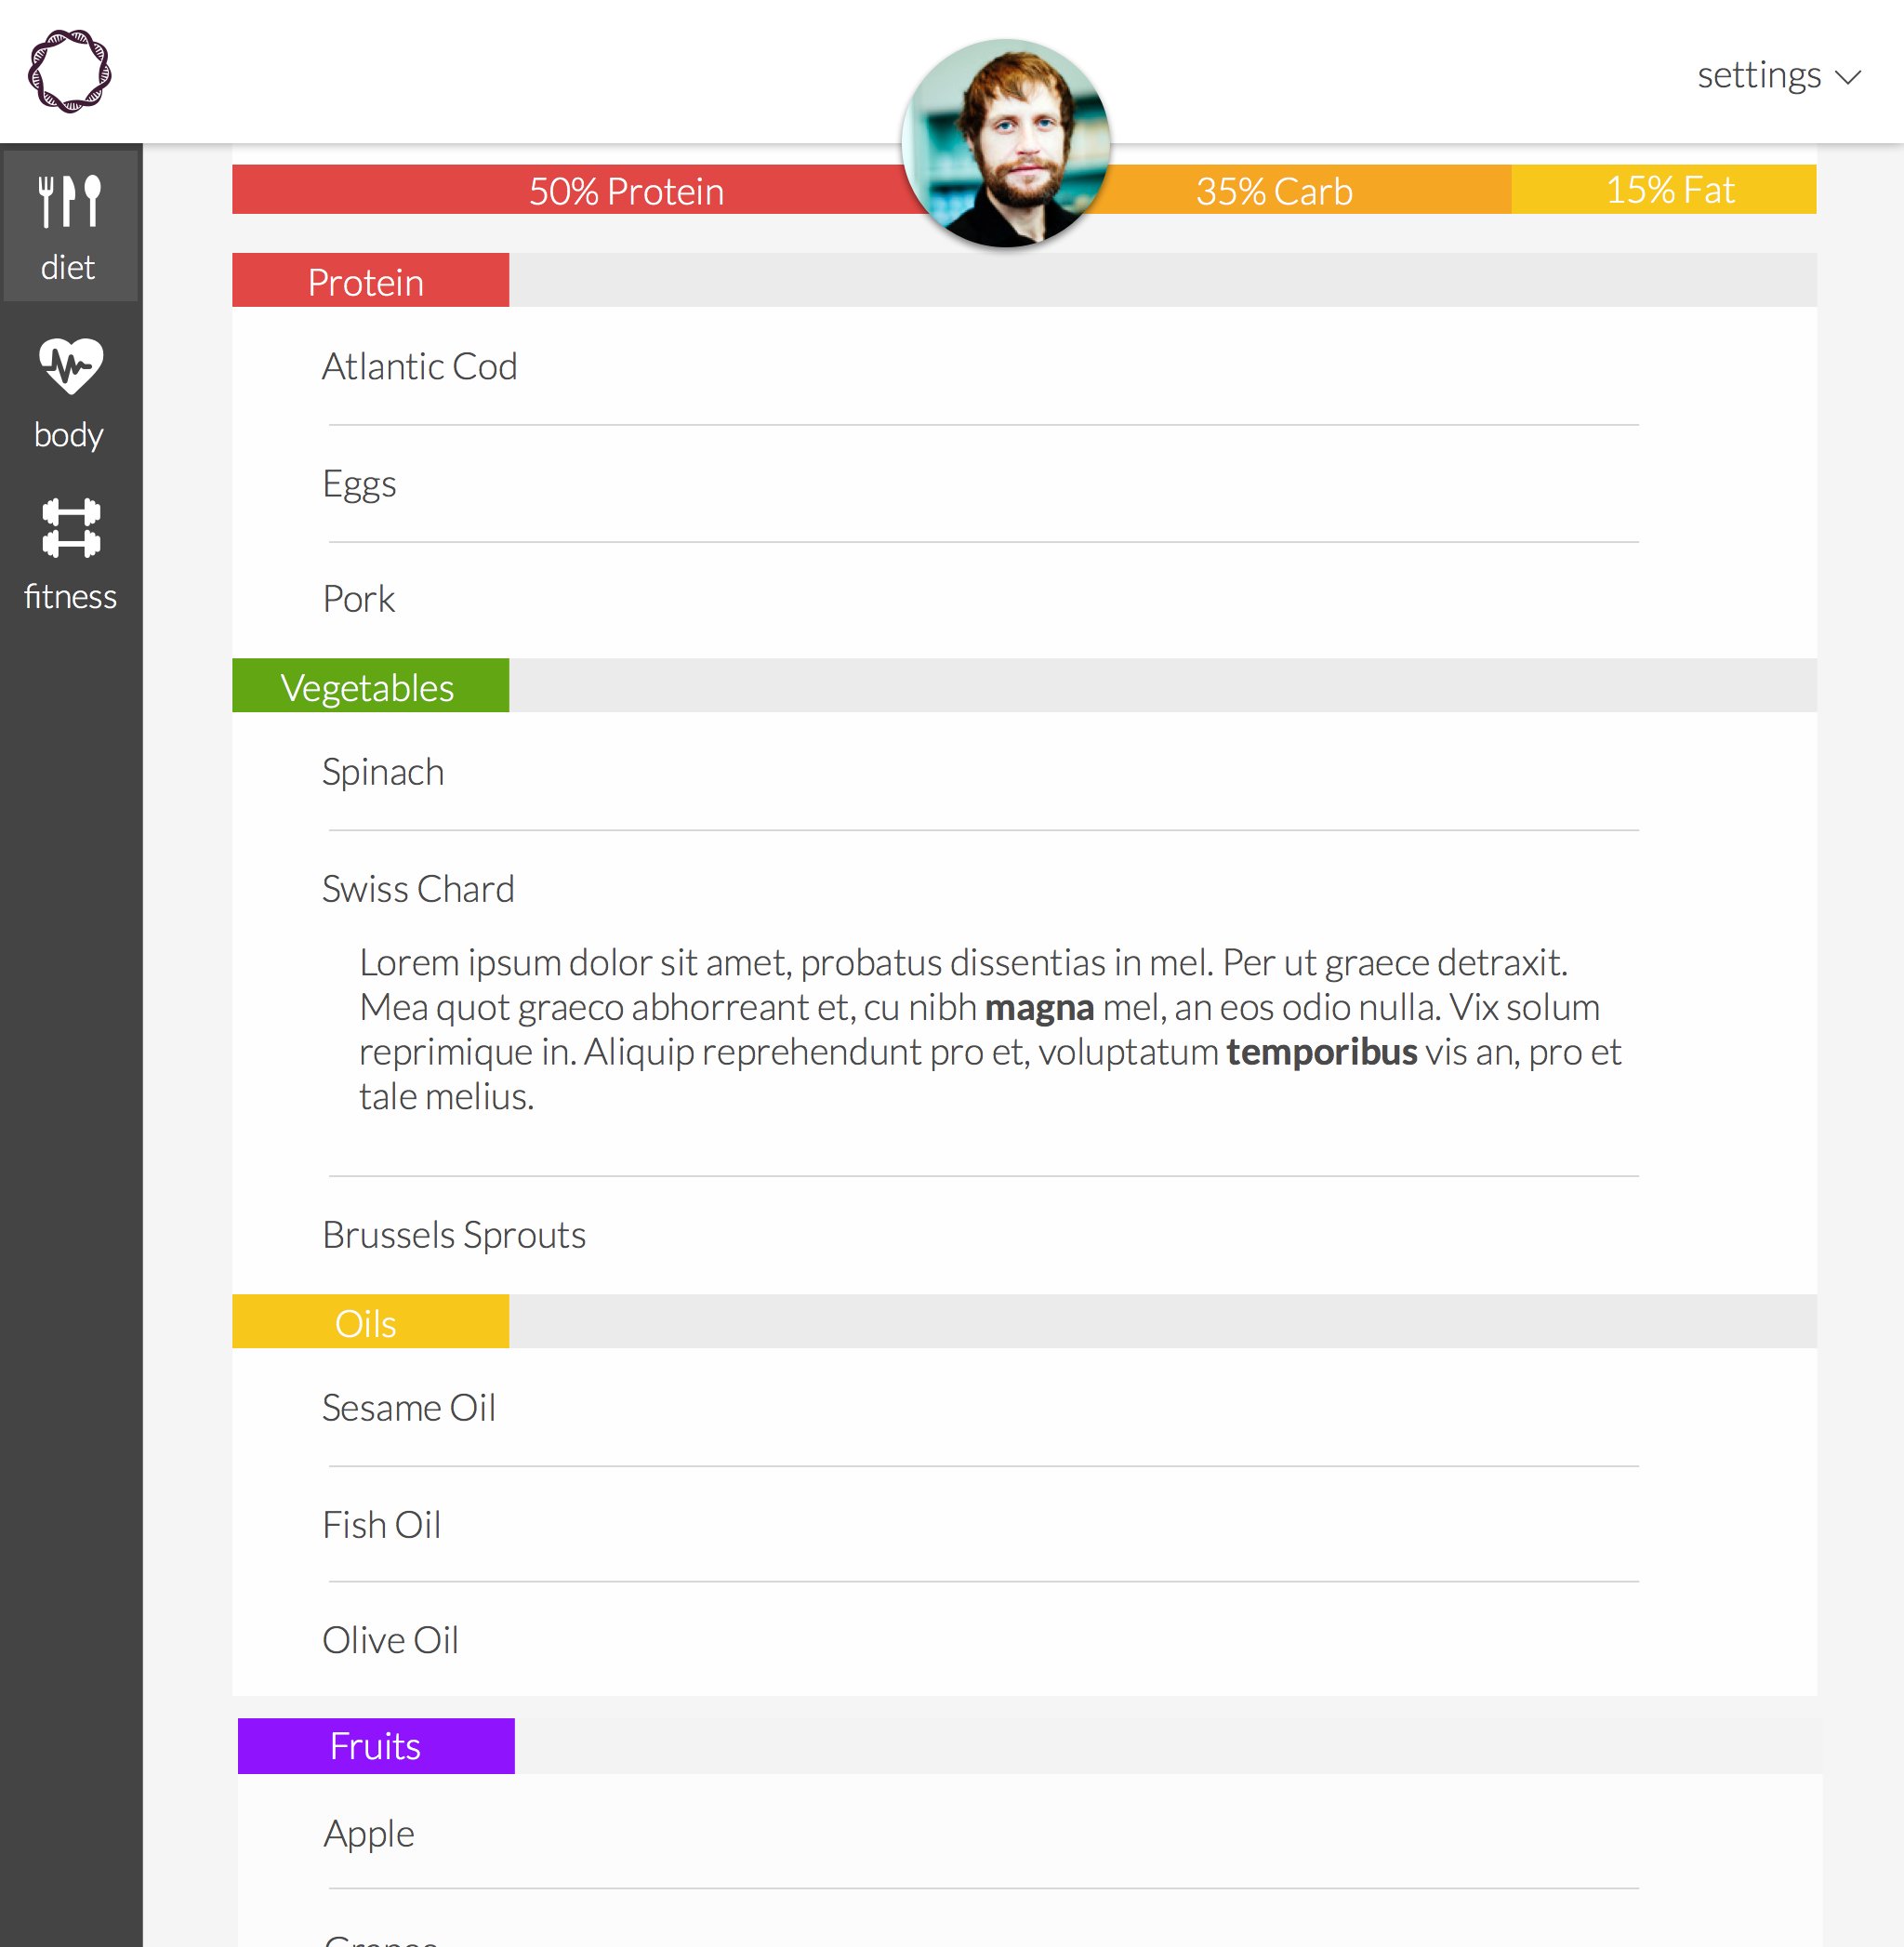 settings
50% Protein
35% Carb
15% Fat
diet
body
fitness
Protein
Atlantic Cod
Eggs
Pork
Vegetables
Spinach
Swiss Chard
Lorem ipsum dolor sit amet, probatus dissentias in mel. Per ut graece detraxit.
Mea quot graeco abhorreant et, cu nibh magna mel, an eos odio nulla. Vix solum
reprimique in. Aliquip reprehendunt pro et, voluptatum temporibus vis an, pro et
tale melius.
Brussels Sprouts
Oils
Sesame Oil
Fish Oil
Olive Oil
Fruits
Apple